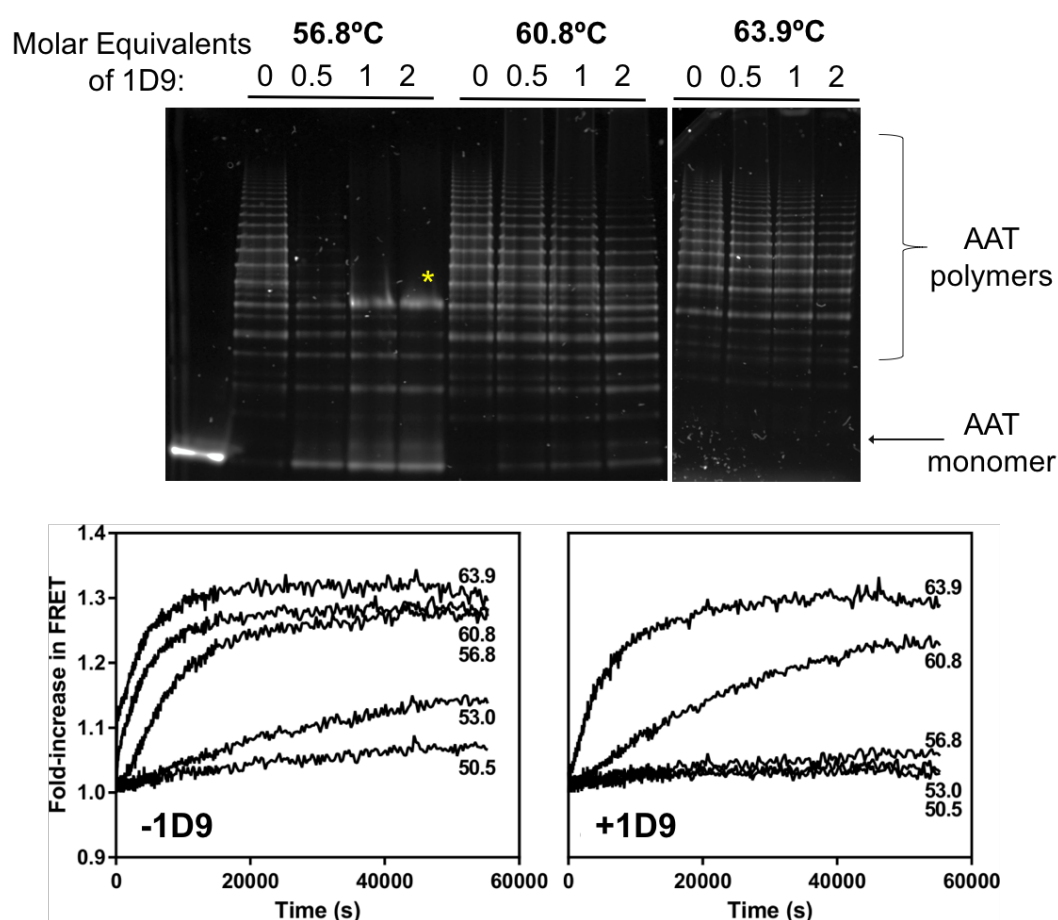 Molar Equivalents
of 1D9:
56.8ºC 60.8ºC 63.9ºC
0 0.5 1 2 0 0.5 1 2 0 0.5 1 2
*
AAT
polymers
AAT
monomer
Fold-increase in FRET
1.4
1.3
1.2
1.1
1.0
0.9
63.9
60.8
56.8
53.0
50.5
-1D9
0 20000 40000 60000
Time (s)
63.9
60.8
56.8
53.0
50.5
+1D9
0 20000 40000 60000
Time (s)